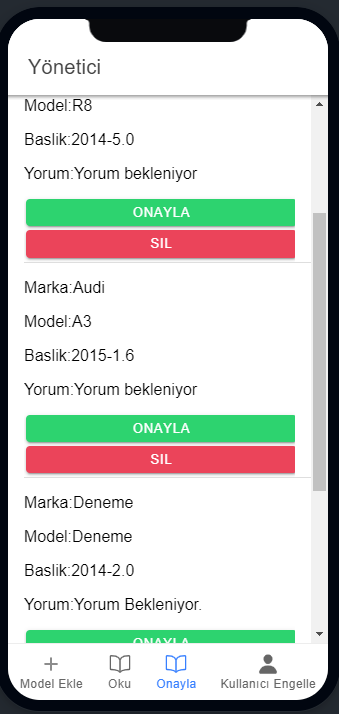 Yönetici
Model:R8
Baslik:2014-5.0
Yorum:Yorum bekleniyor
ONAYLA
SIL
Marka:Audi
Model:A3
Baslik:2015-1.6
Yorum:Yorum bekleniyor
ONAYLA
SIL
Marka:Deneme
Model:Deneme
Baslik:2014-2.0
Yorum:Yorum Bekleniyor.
ONAYLA
Model Ekle Oku Onayla Kullanıcı Engelle